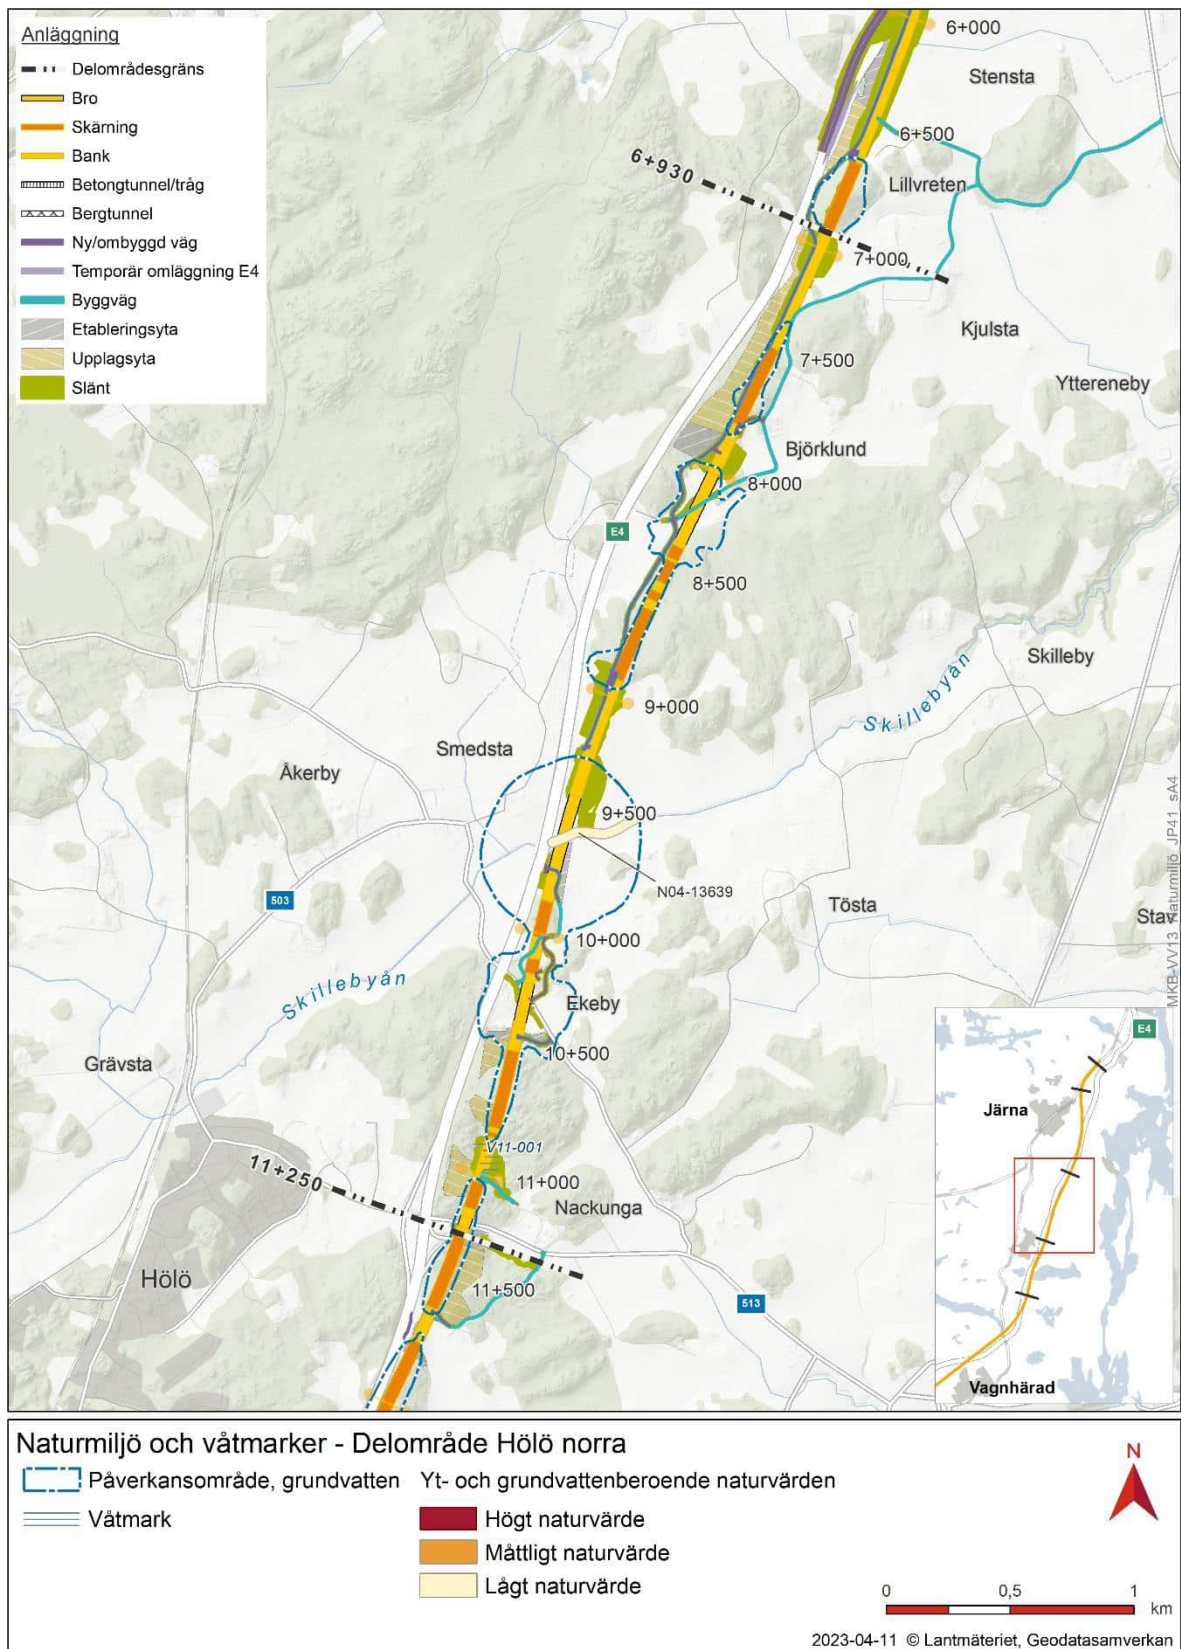 Anläggning
Delområdesgräns
Bro
Skärning
Bank
Betongtunnel/tråg
Bergtunnel
Ny/ombyggd väg
Temporär omläggning E4
Byggväg
Etableringsyta
Upplagsyta
Slänt
6+000
Stensta
6+500
6+930
Lillvreten
7+000
Kjulsta
7+500
Yttereneby
Björklund
8+000
E4
8+500
Skilleby
Skillebyån
9+000
Smedsta
Åkerby
9+500
N04-13639
503
Tösta
Stav
10+000
Skillebyån
Ekeby
Grävsta
10+500
V11-001
11+250
11+000
Nackunga
Hölö
11+500
513
E4
Järna
Vagnhärad
MKB-VV13 Naturmiljö JP41 sA4
Naturmiljö och våtmarker - Delområde Hölö norra
Påverkansområde, grundvatten
Våtmark
Yt- och grundvattenberoende naturvärden
Högt naturvärde
Måttligt naturvärde
Lågt naturvärde
N
0 0,5 1
km
2023-04-11 © Lantmäteriet, Geodatasamverkan